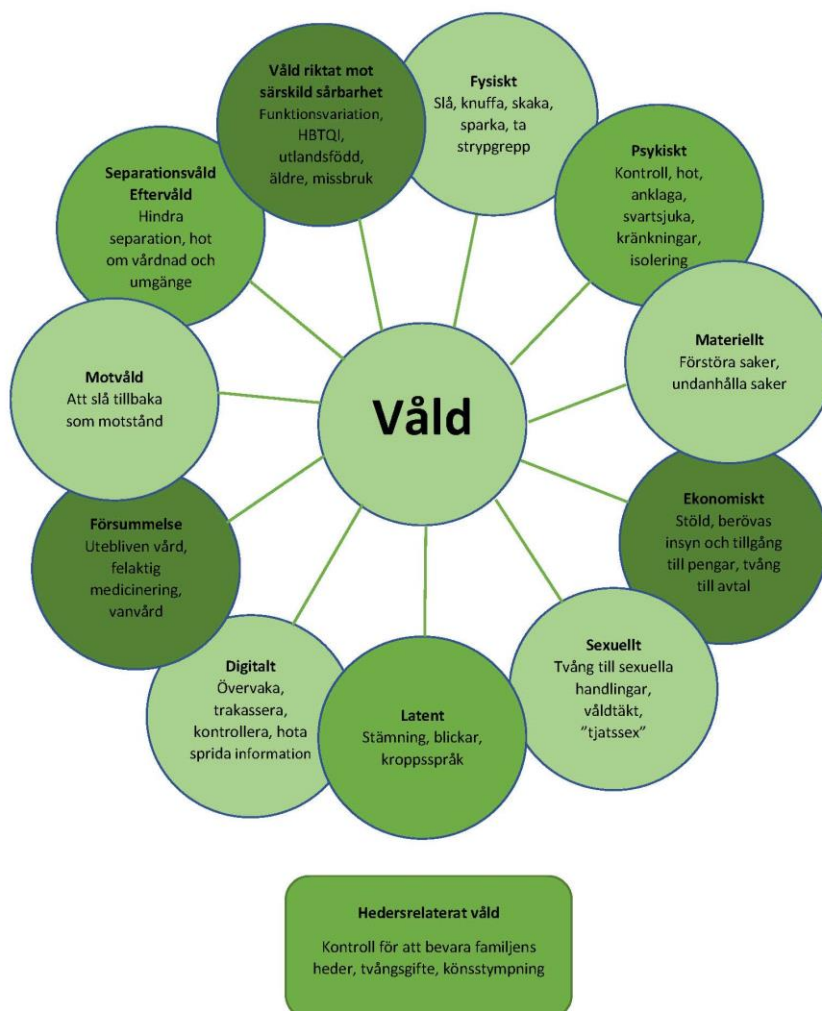 Våld riktat mot
särskild sårbarhet
Funktionsvariation,
HBTQI,
utlandsfödd,
äldre, missbruk
Fysiskt
Slå, knuffa, skaka,
sparka, ta
strypgrepp
Psykiskt
Kontroll, hot,
anklaga,
svartsjuka,
kränkningar,
isolering
Materiellt
Förstöra saker,
undanhålla saker
Ekonomiskt
Stöld, berövas
insyn och tillgång
till pengar, tvång
till avtal
Sexuellt
Tvång till sexuella
handlingar,
våldtäkt,
”tjatssex”
Latent
Stämning, blickar,
kroppsspråk
Digitalt
Övervaka,
trakassera,
kontrollera, hota
sprida information
Försummelse
Utebliven vård,
felaktig
medicinering,
vanvård
Motvåld
Att slå tillbaka
som motstånd
Separationsvåld
Eftervåld
Hindra
separation, hot
om vårdnad och
umgänge
Våld
Hedersrelaterat våld
Kontroll för att bevara familjens
heder, tvångsgifte, könsstympning